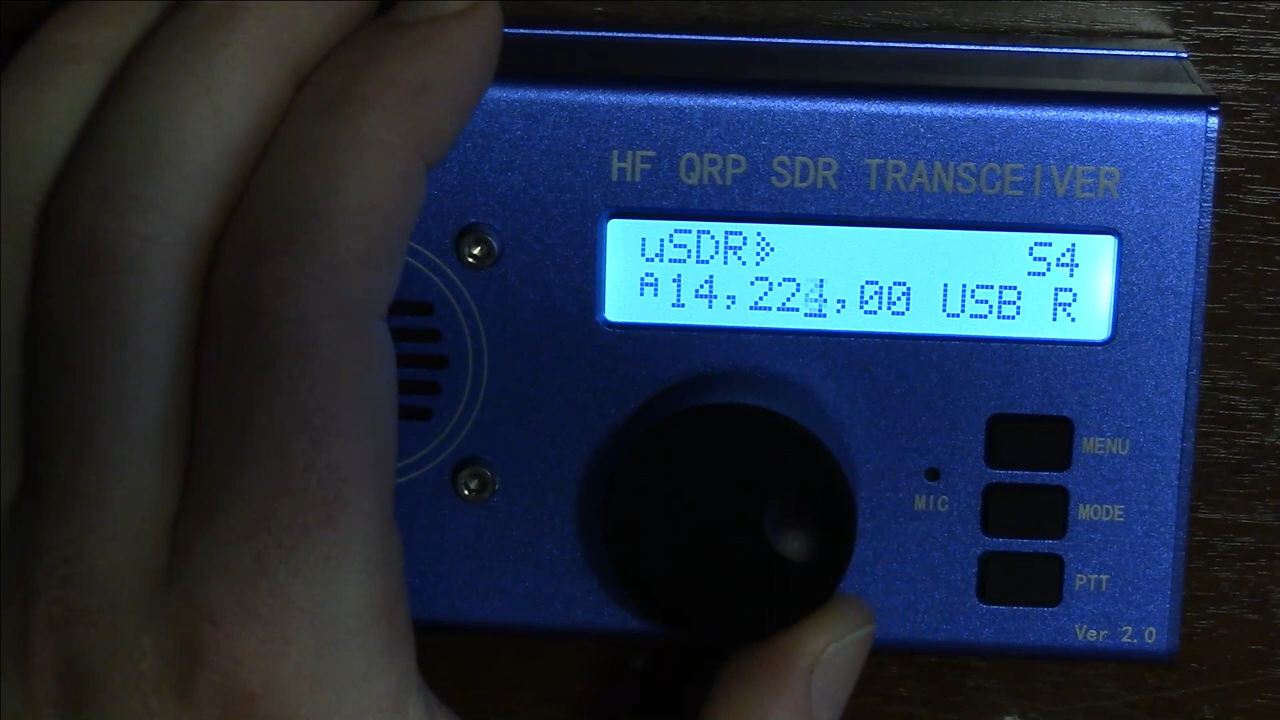 HF QRP SDR TRANSCEIVER
uSDR» S4
A14,224,00 USB R
MENU
MIC
MODE
PTT
Ver 2.0